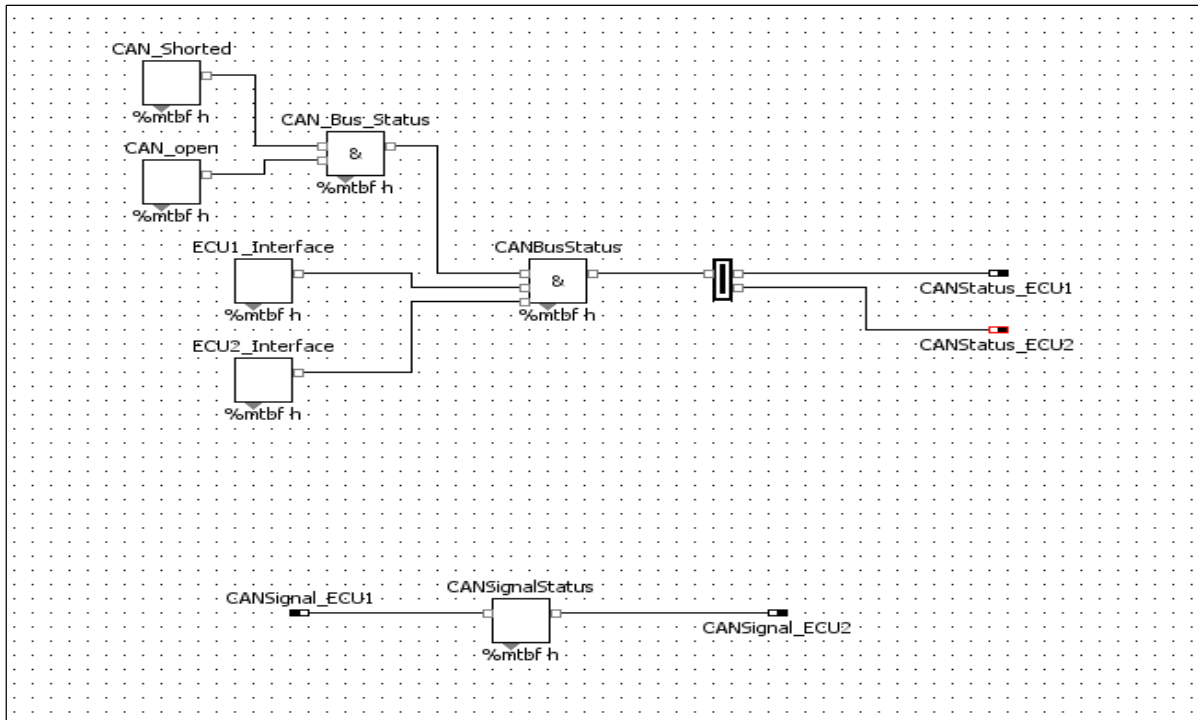 CAN_Shorted
%mtbf h
CAN_Bus_Status
&
%mtbf h
CAN_open
%mtbf h
ECU1_Interface
%mtbf h
CANBusStatus
&
%mtbf h
CANStatus_ECU1
ECU2_Interface
%mtbf h
CANStatus_ECU2
CANSignal_ECU1
CANSignalStatus
%mtbf h
CANSignal_ECU2